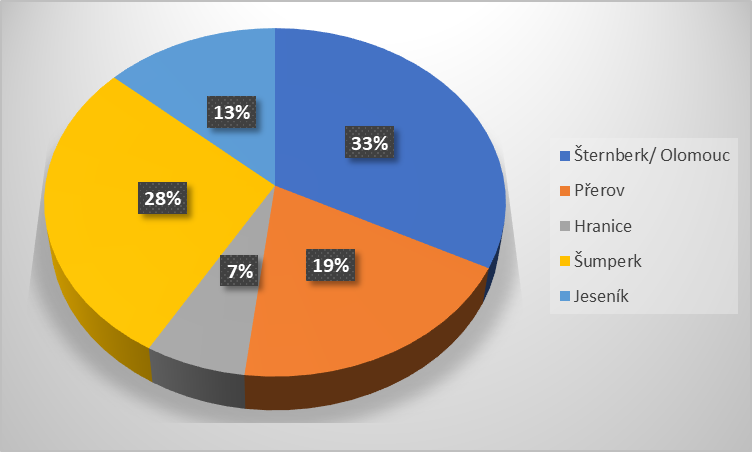 13%
33%
28%
7%
19%
Šternberk/ Olomouc
Přerov
Hranice
Šumperk
Jeseník